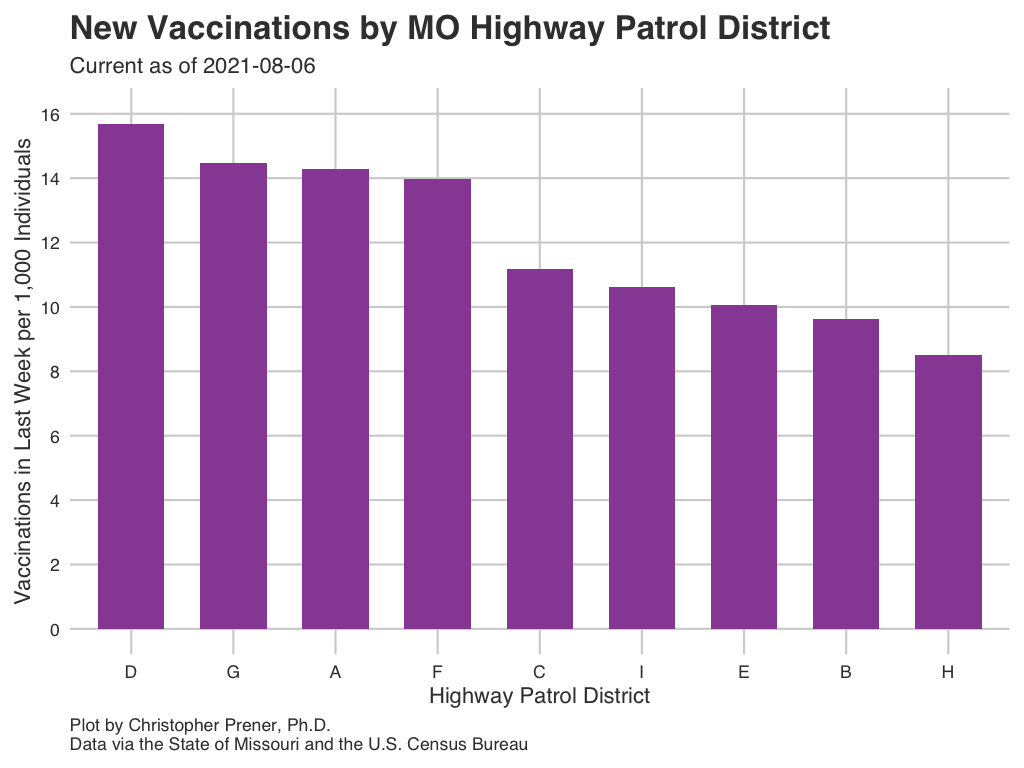 New Vaccinations by MO Highway Patrol District
Current as of 2021-08-06
Vaccinations in Last Week per 1,000 Individuals
16
14
12
10
8
6
4
2
0
D G A F C I E B H
Highway Patrol District
Plot by Christopher Prener, Ph.D.
Data via the State of Missouri and the U.S. Census Bureau